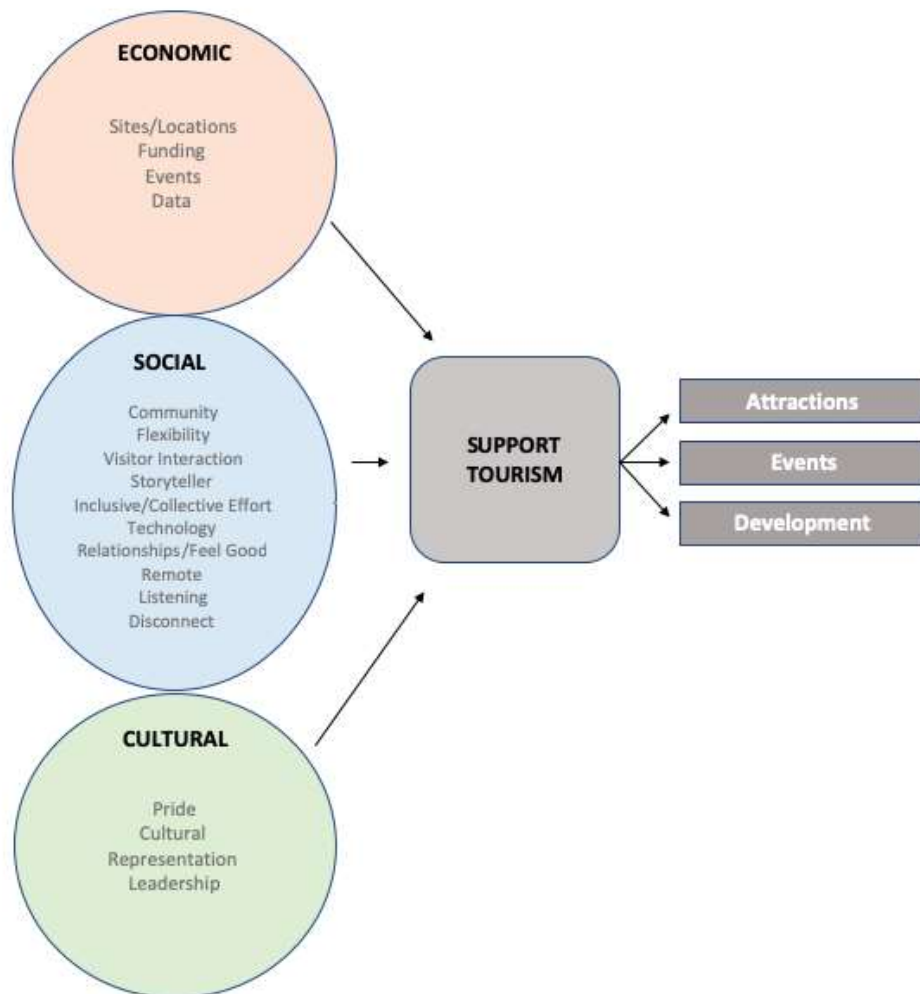 ECONOMIC
Sites/Locations
Funding
Events
Data
SOCIAL
Community
Flexibility
Visitor Interaction
Storyteller
Inclusive/Collective Effort
Technology
Relationships/Feel Good
Remote
Listening
Disconnect
CULTURAL
Pride
Cultural
Representation
Leadership
SUPPORT
TOURISM
Attractions
Events
Development